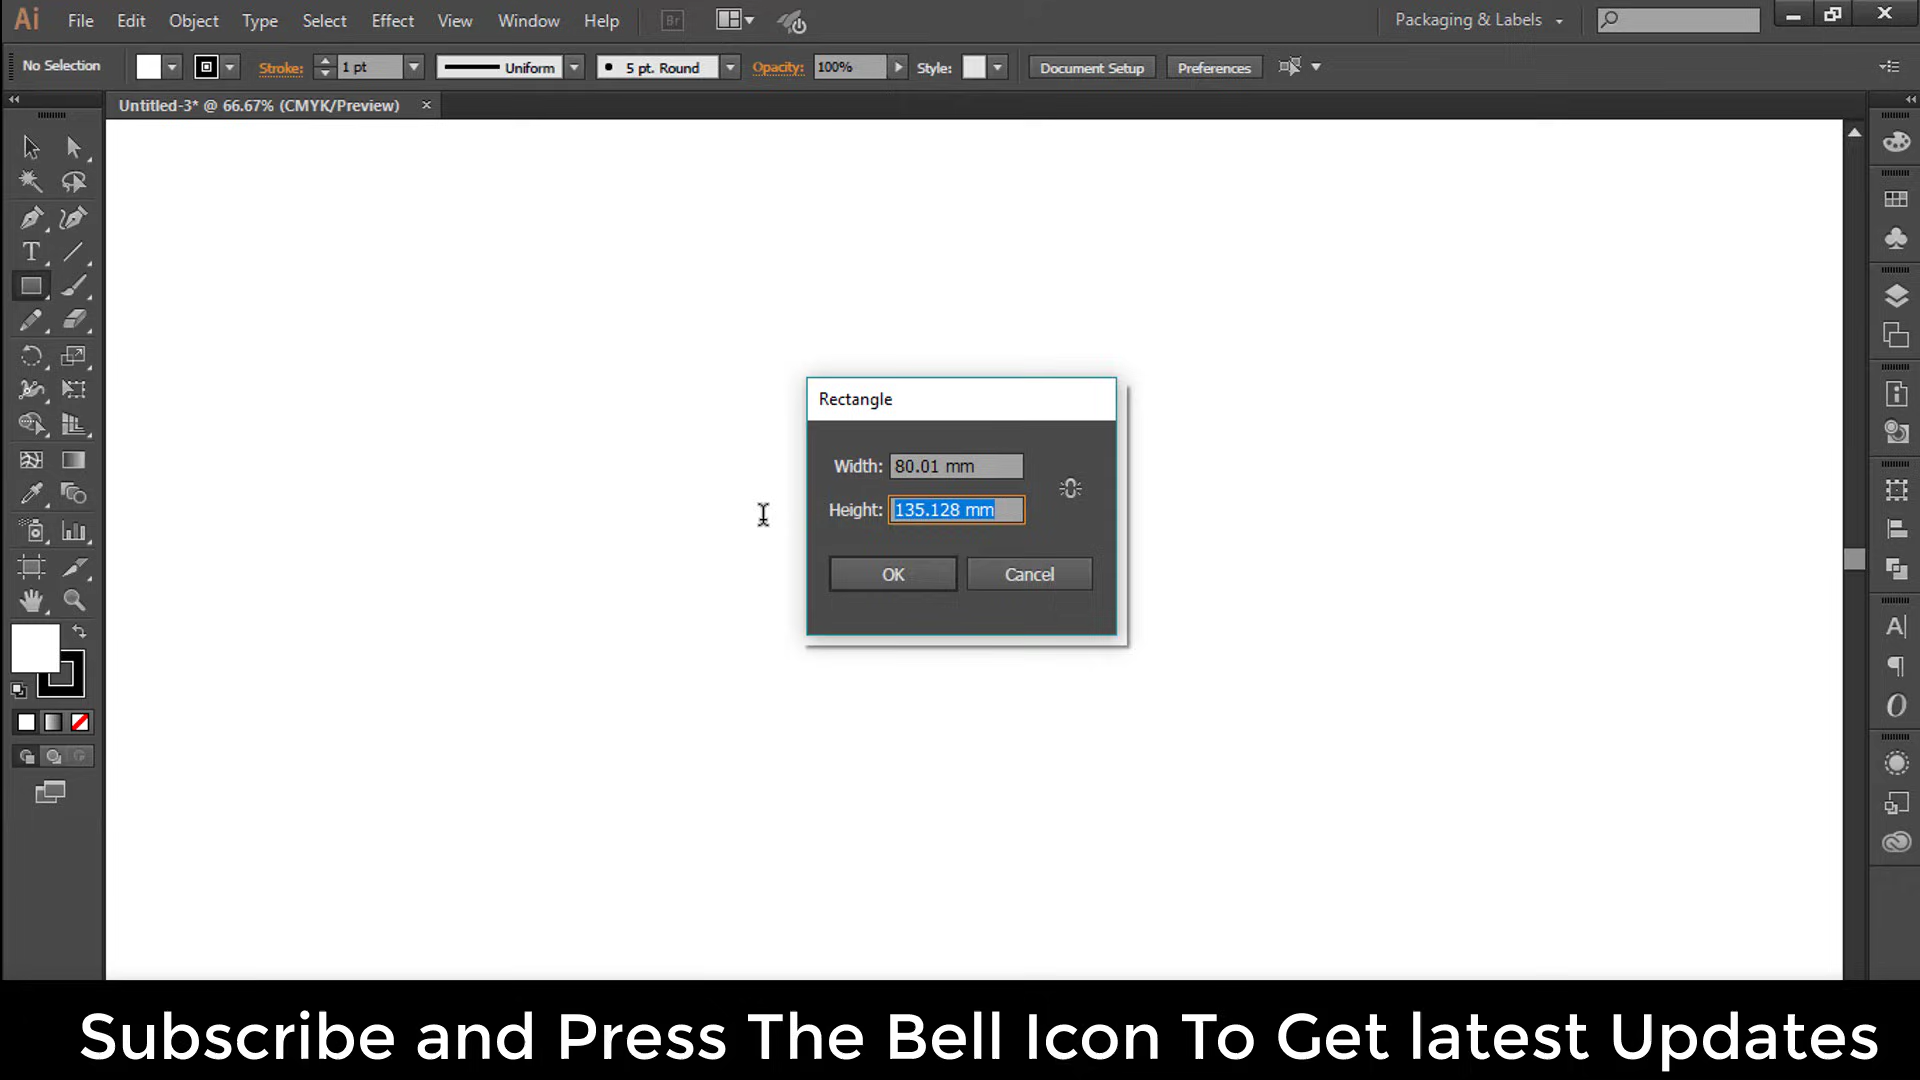 Ai File Edit Object Type Select Effect View Window Help Br Packaging & Labels
No Selection Stroke: 1 pt Uniform 5 pt. Round Opacity: 100% Style: Document Setup Preferences
Untitled-3* @ 66.67% (CMYK/Preview)
Rectangle
Width: 80.01 mm
Height: 135.128 mm
OK Cancel
Subscribe and Press The Bell Icon To Get latest Updates